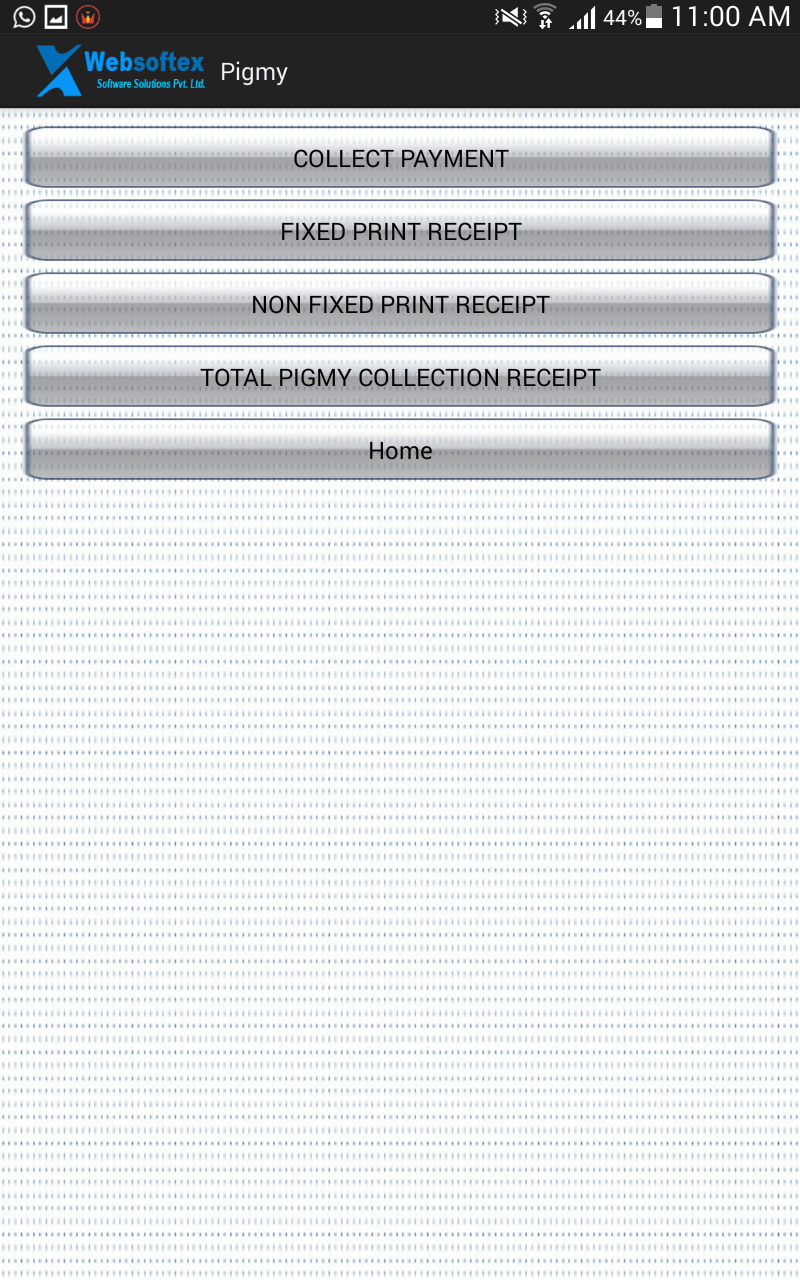 44% 11:00 AM
Websoftex
Software Solutions Pvt. Ltd.
Pigmy
COLLECT PAYMENT
FIXED PRINT RECEIPT
NON FIXED PRINT RECEIPT
TOTAL PIGMY COLLECTION RECEIPT
Home